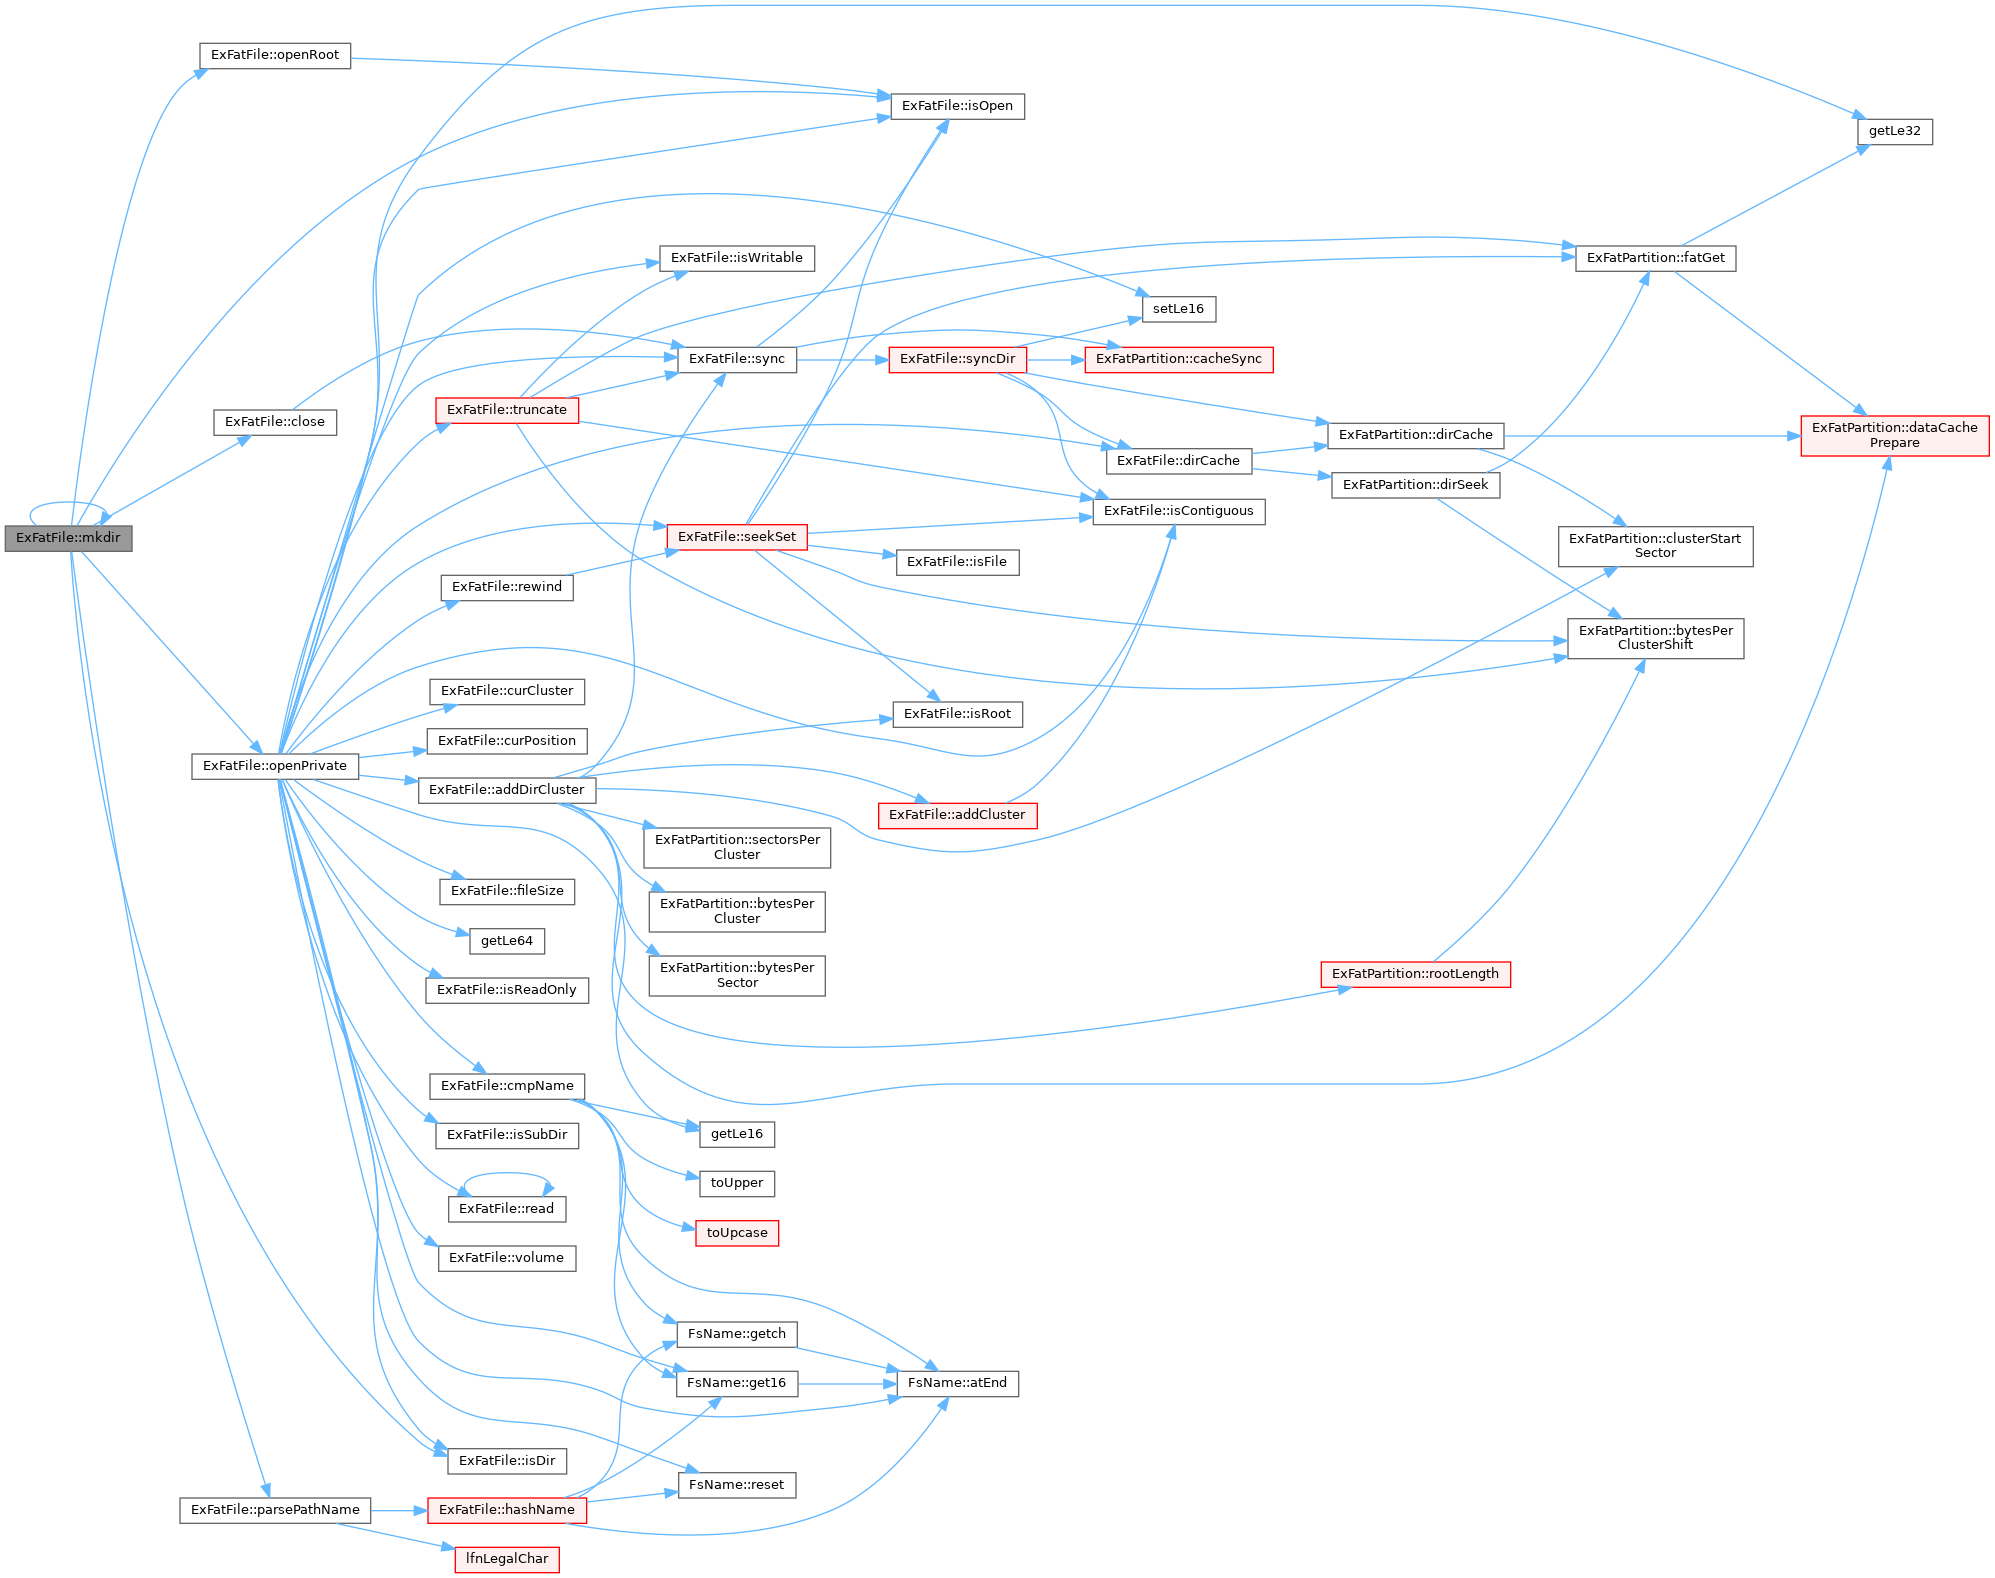 ExFatFile::mkdir
ExFatFile::openRoot
ExFatFile::close
ExFatFile::openPrivate
ExFatFile::parsePathName
ExFatFile::truncate
ExFatFile::rewind
ExFatFile::curCluster
ExFatFile::curPosition
ExFatFile::addDirCluster
ExFatFile::fileSize
getLe64
ExFatFile::isReadOnly
ExFatFile::cmpName
ExFatFile::isSubDir
ExFatFile::read
ExFatFile::volume
ExFatFile::isDir
ExFatFile::hashName
lfnLegalChar
ExFatFile::isWritable
ExFatFile::sync
ExFatFile::seekSet
ExFatPartition::sectorsPer
Cluster
ExFatPartition::bytesPer
Cluster
ExFatPartition::bytesPer
Sector
getLe16
toUpper
toUpcase
FsName::getch
FsName::get16
FsName::reset
ExFatFile::isOpen
ExFatFile::syncDir
ExFatFile::isFile
ExFatFile::isRoot
ExFatFile::addCluster
FsName::atEnd
setLe16
ExFatPartition::cacheSync
ExFatFile::dirCache
ExFatFile::isContiguous
ExFatPartition::dirCache
ExFatPartition::dirSeek
ExFatPartition::rootLength
ExFatPartition::fatGet
ExFatPartition::clusterStart
Sector
ExFatPartition::bytesPer
ClusterShift
getLe32
ExFatPartition::dataCache
Prepare